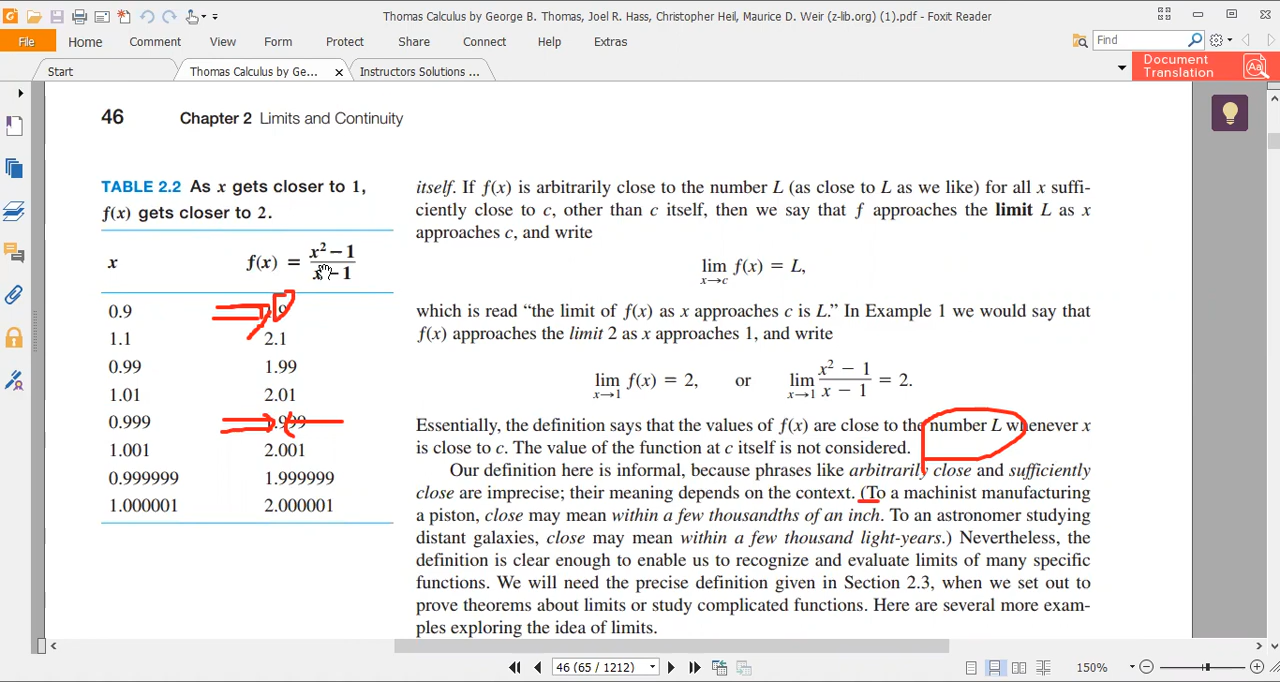 Thomas Calculus by George B. Thomas, Joel R. Hass, Christopher Heil, Maurice D. Weir (z-lib.org) (1).pdf - Foxit Reader
File Home Comment View Form Protect Share Connect Help Extras Find
Start Thomas Calculus by Ge... × Instructors Solutions ... Document Translation
46 Chapter 2 Limits and Continuity
TABLE 2.2 As x gets closer to 1,
f(x) gets closer to 2.
x f(x) = (x² − 1)/(x − 1)
0.9 1.9
1.1 2.1
0.99 1.99
1.01 2.01
0.999 1.999
1.001 2.001
0.999999 1.999999
1.000001 2.000001
itself. If f(x) is arbitrarily close to the number L (as close to L as we like) for all x suffi-
ciently close to c, other than c itself, then we say that f approaches the limit L as x
approaches c, and write
lim x→c f(x) = L,
which is read “the limit of f(x) as x approaches c is L.” In Example 1 we would say that
f(x) approaches the limit 2 as x approaches 1, and write
lim x→1 f(x) = 2, or lim x→1 (x² − 1)/(x − 1) = 2.
Essentially, the definition says that the values of f(x) are close to the number L whenever x
is close to c. The value of the function at c itself is not considered.
Our definition here is informal, because phrases like arbitrarily close and sufficiently
close are imprecise; their meaning depends on the context. (To a machinist manufacturing
a piston, close may mean within a few thousandths of an inch. To an astronomer studying
distant galaxies, close may mean within a few thousand light-years.) Nevertheless, the
definition is clear enough to enable us to recognize and evaluate limits of many specific
functions. We will need the precise definition given in Section 2.3, when we set out to
prove theorems about limits or study complicated functions. Here are several more exam-
ples exploring the idea of limits.
46 (65 / 1212) 150%